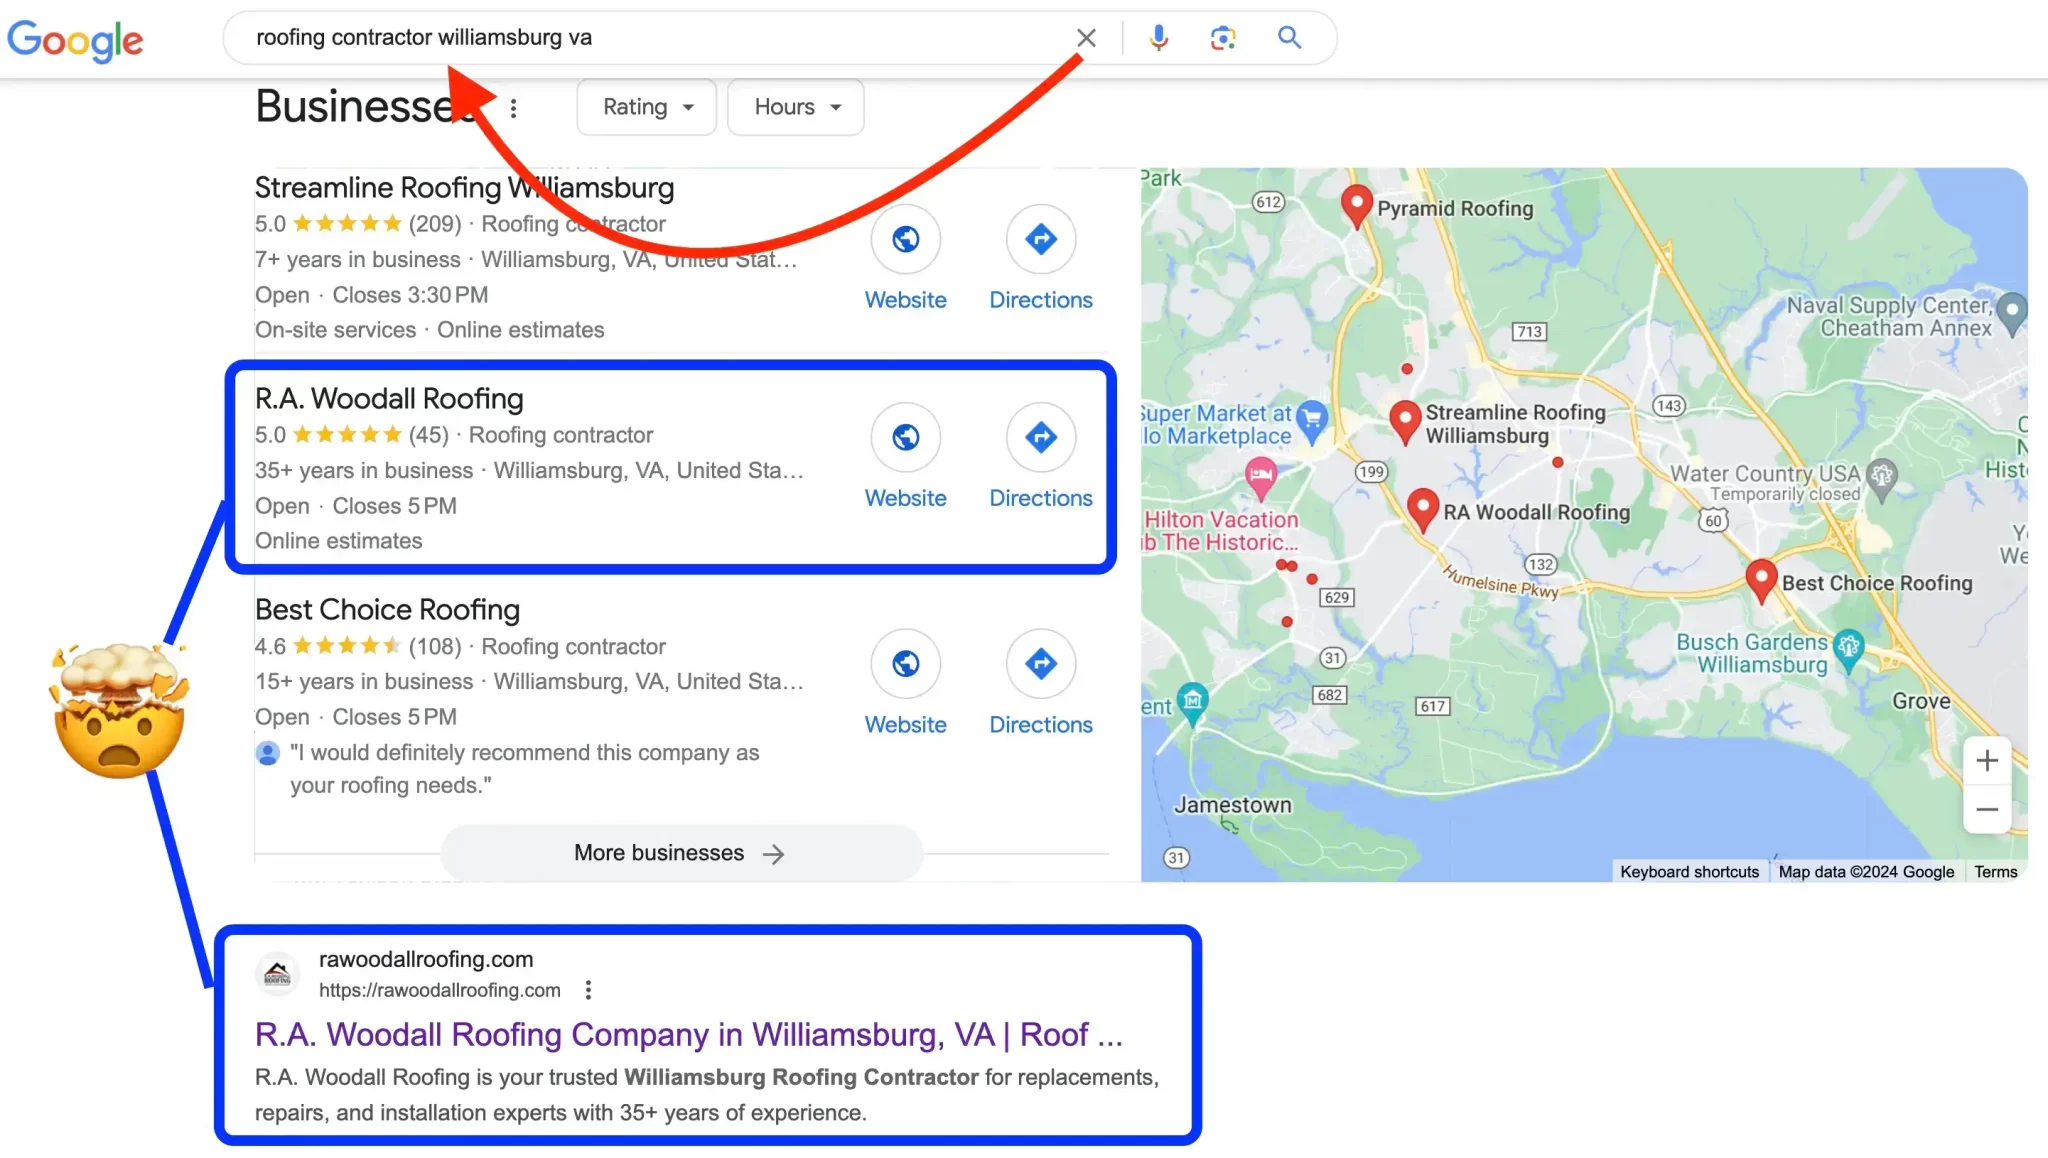 Google
roofing contractor williamsburg va
Businesses
Rating
Hours
Streamline Roofing Williamsburg
5.0 (209) · Roofing contractor
7+ years in business · Williamsburg, VA, United Stat...
Open · Closes 3:30 PM
On-site services · Online estimates
Website
Directions
R.A. Woodall Roofing
5.0 (45) · Roofing contractor
35+ years in business · Williamsburg, VA, United Sta...
Open · Closes 5 PM
Online estimates
Website
Directions
Best Choice Roofing
4.6 (108) · Roofing contractor
15+ years in business · Williamsburg, VA, United Sta...
Open · Closes 5 PM
"I would definitely recommend this company as
your roofing needs."
Website
Directions
More businesses
Park
612
Pyramid Roofing
Naval Supply Center,
Cheatham Annex
713
143
Super Market at
lo Marketplace
Streamline Roofing
Williamsburg
199
Water Country USA
Temporarily closed
Hist
60
Hilton Vacation
b The Historic...
RA Woodall Roofing
We
132
Humelsine Pkwy
Best Choice Roofing
629
Busch Gardens
Williamsburg
31
682
617
ent
Grove
Jamestown
31
Keyboard shortcuts
Map data ©2024 Google
Terms
rawoodallroofing.com
https://rawoodallroofing.com
R.A. Woodall Roofing Company in Williamsburg, VA | Roof ...
R.A. Woodall Roofing is your trusted Williamsburg Roofing Contractor for replacements,
repairs, and installation experts with 35+ years of experience.